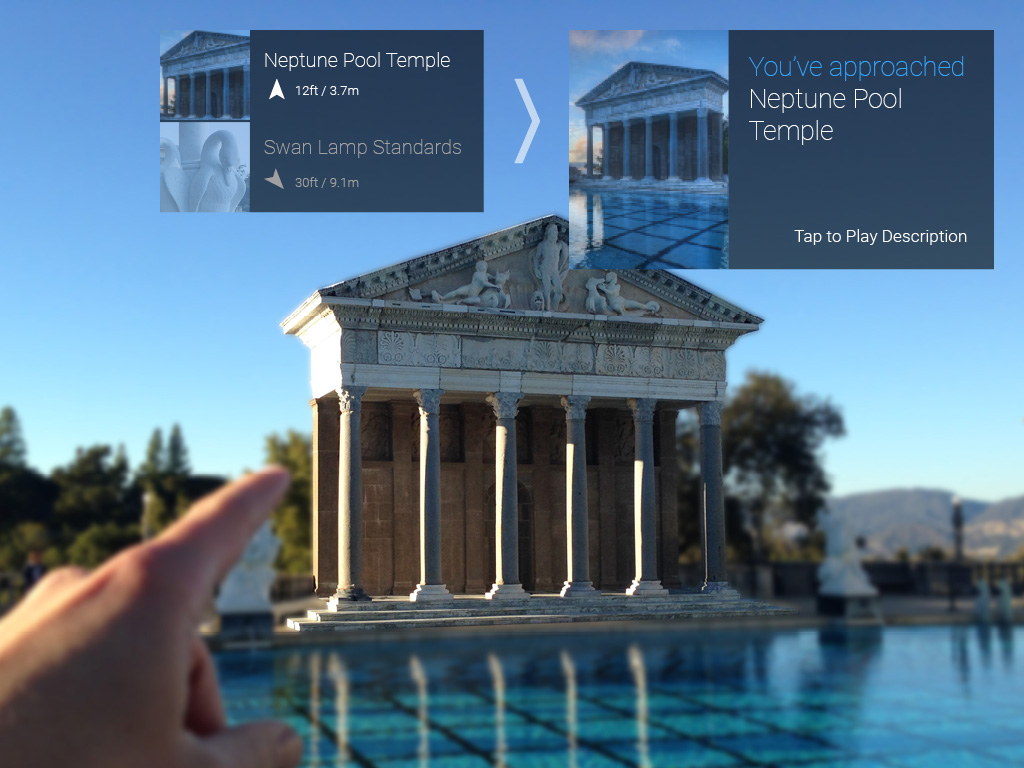 Neptune Pool Temple
12ft / 3.7m
Swan Lamp Standards
30ft / 9.1m
You’ve approached
Neptune Pool
Temple
Tap to Play Description